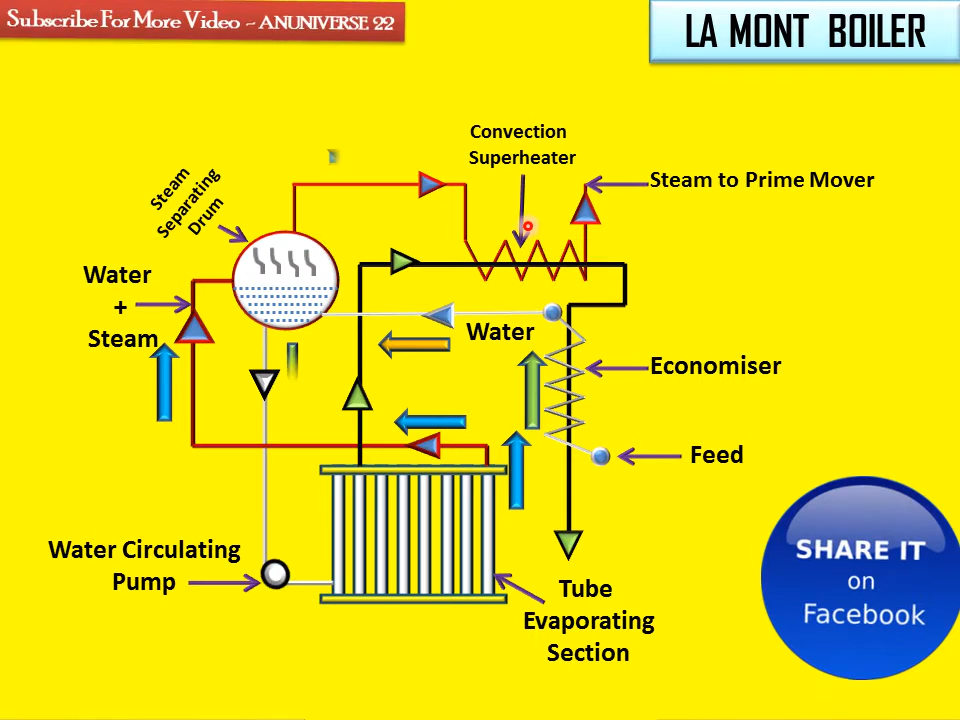 Subscribe For More Video ~ ANUNIVERSE 22
LA MONT BOILER
Convection
Superheater
Steam to Prime Mover
Steam
Separating
Drum
Water
+
Steam
Water
Economiser
Feed
Water Circulating
Pump
Tube
Evaporating
Section
SHARE IT
on
Facebook